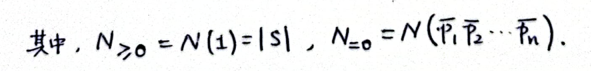 其中，N≥0 = N(1) = |S|，N=0 = N(p̅₁ p̅₂ ⋯ p̅ₙ).